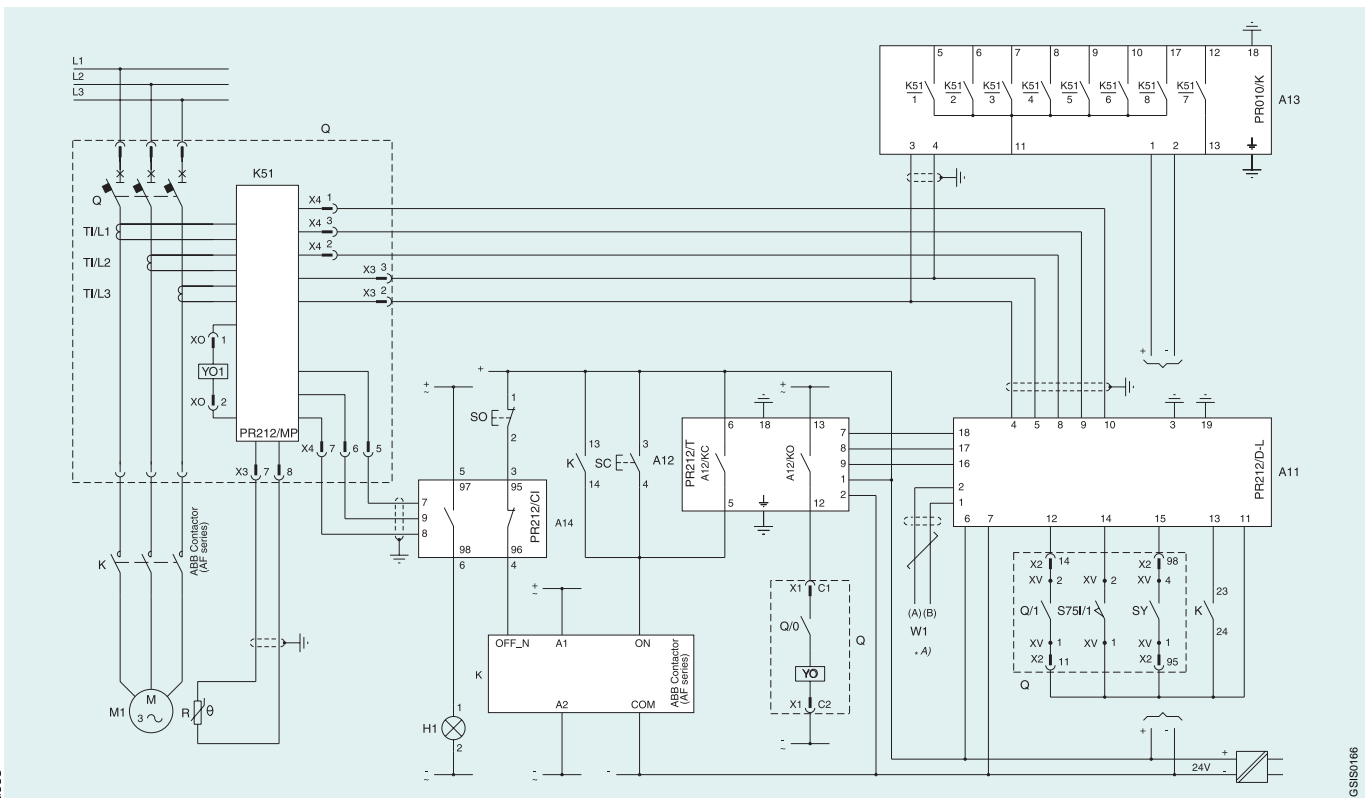 L1
L2
L3
Q
5 6 7 8 9 10 17 12 18
K51 K51 K51 K51 K51 K51 K51 K51
1 2 3 4 5 6 8 7
PR010/K
A13
3 4 11 1 2 13
K51
Q
X4 1
X4 3
X4 2
X3 3
X3 2
TI/L1
TI/L2
TI/L3
XO 1
YO1
XO 2
PR212/MP
X4 7 6 5
X3 7 8
+ -
+
~
+
+
~
1
SO
2
13
K
14
3
SC
4
A12
6 18 13
PR212/T
A12/KC
A12/KO
5 12
7
8
9
1
2
4 5 8 9 10 3 19
18
17
16
2
1
PR212/D-L
A11
6 7 12 14 15 13 11
5 3
97 95
7
9
8
PR212/CI
A14
98 96
6 4
K
ABB Contactor
(AF series)
+
~
OFF_N A1 ON
K
A2 COM
ABB Contactor
(AF series)
X1 C1
Q/0
YO
X1 C2
Q
(A) (B)
W1
* A)
X2 14
XV 2
Q/1
XV 1
X2 11
XV 2
S75I/1
XV 1
X2 98
XV 4
SY
XV 1
X2 95
Q
23
K
24
M1
M
3 ~
R
θ
H1
1
2
-
~
-
~
-
-
~
+ -
24V
+
-
GSIS0166